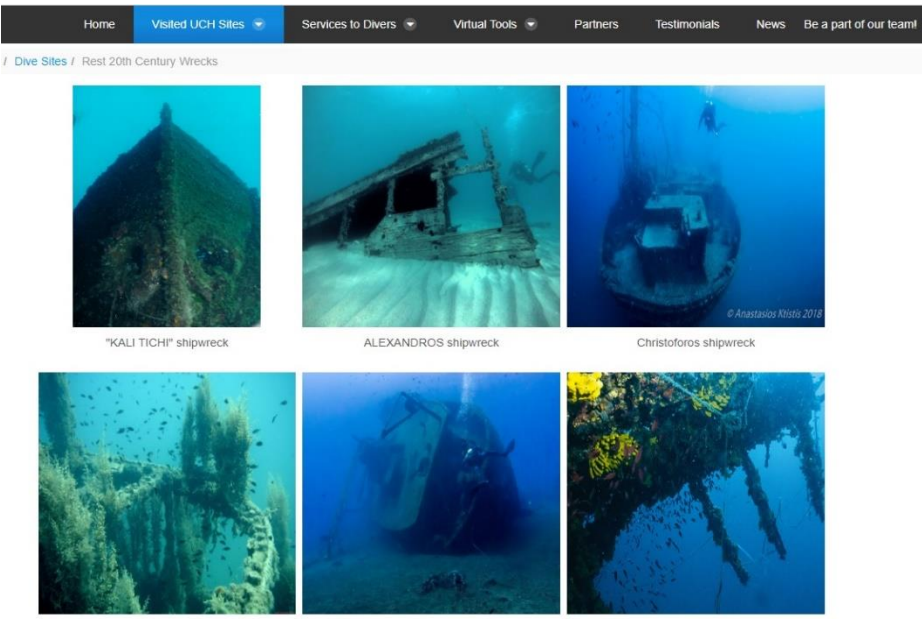 Home Visited UCH Sites Services to Divers Virtual Tools Partners Testimonials News Be a part of our team!
/ Dive Sites / Rest 20th Century Wrecks
© Anastasios Ktistis 2018
"KALI TICHI" shipwreck ALEXANDROS shipwreck Christoforos shipwreck